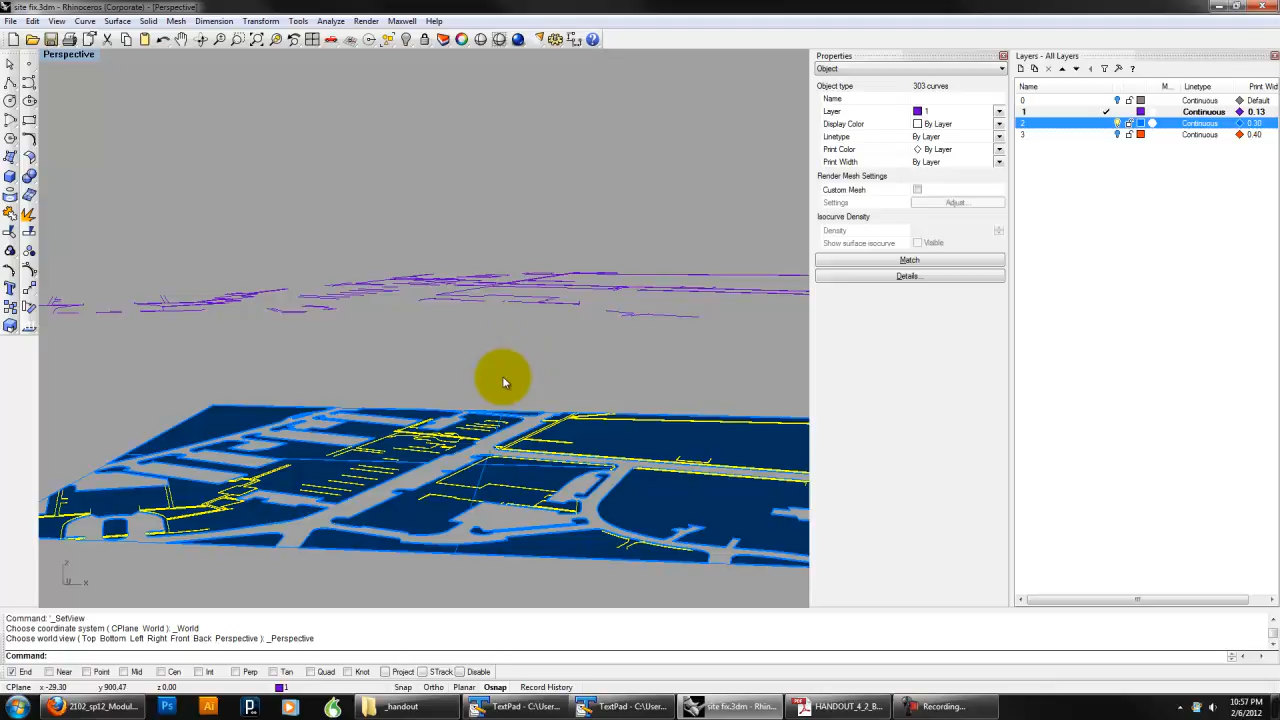 site fix.3dm - Rhinoceros (Corporate) - [Perspective]
File Edit View Curve Surface Solid Mesh Dimension Transform Tools Analyze Render Maxwell Help
Perspective
Properties
Object
Object type 303 curves
Name
Layer 1
Display Color By Layer
Linetype By Layer
Print Color By Layer
Print Width By Layer
Render Mesh Settings
Custom Mesh
Settings Adjust...
Isocurve Density
Density
Show surface isocurve Visible
Match
Details...
Layers - All Layers
Name M... Linetype Print Wid
0 Continuous Default
1 Continuous 0.13
2 Continuous 0.30
3 Continuous 0.40
z
x
Command: '_SetView
Choose coordinate system ( CPlane World ): _World
Choose world view ( Top Bottom Left Right Front Back Perspective ): _Perspective
Command:
End Near Point Mid Cen Int Perp Tan Quad Knot Project STrack Disable
CPlane x -29.30 y 900.47 z 0.00 1 Snap Ortho Planar Osnap Record History
2102_sp12_Modul... Ps Ai _handout TextPad - C:\User... TextPad - C:\User... site fix.3dm - Rhin... HANDOUT_4_2_B... Recording...
10:57 PM
2/6/2012